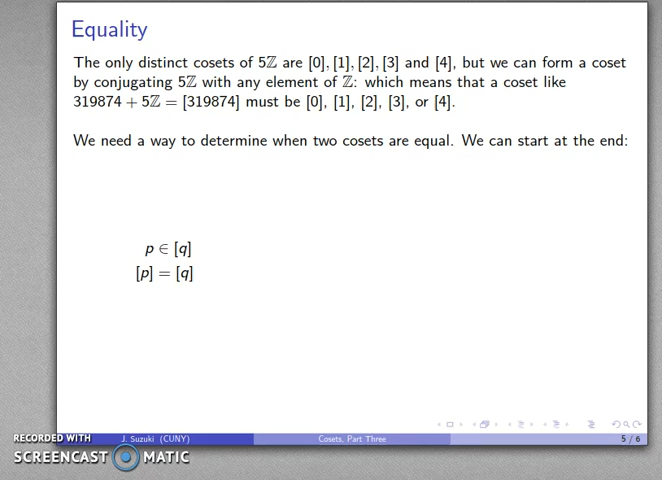 Equality
The only distinct cosets of 5ℤ are [0], [1], [2], [3] and [4], but we can form a coset
by conjugating 5ℤ with any element of ℤ: which means that a coset like
319874 + 5ℤ = [319874] must be [0], [1], [2], [3], or [4].
We need a way to determine when two cosets are equal. We can start at the end:
p ∈ [q]
[p] = [q]
J. Suzuki (CUNY) Cosets, Part Three 5 / 6
RECORDED WITH
SCREENCAST MATIC